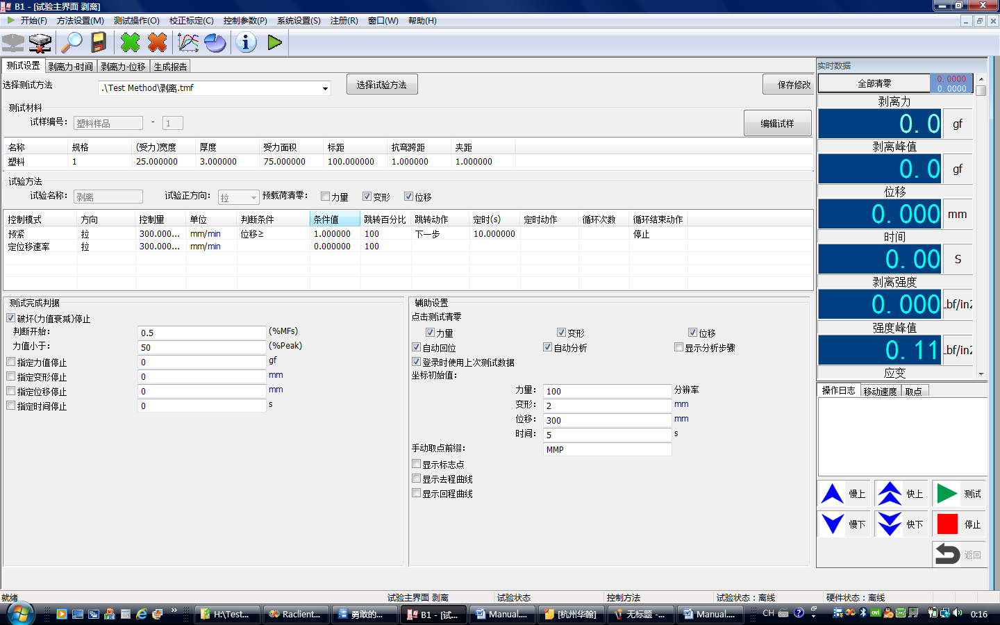 B1 - [试验主界面 剥离]
开始(F) 方法设置(M) 测试操作(O) 校正标定(C) 控制参数(P) 系统设置(S) 注册(R) 窗口(W) 帮助(H)
测试设置 剥离力-时间 剥离力-位移 生成报告
选择测试方法 .\Test Method\剥离.tmf 选择试验方法 保存修改
测试材料
试样编号: 塑料样品 - 1 编辑试样
名称 规格 (受力)宽度 厚度 受力面积 标距 抗弯跨距 夹距
塑料 1 25.000000 3.000000 75.000000 100.000000 1.000000 1.000000
试验方法
试验名称: 剥离 试验正方向: 拉 预载荷清零: 力量 变形 位移
控制模式 方向 控制量 单位 判断条件 条件值 跳转百分比 跳转动作 定时(s) 定时动作 循环次数 循环结束动作
预紧 拉 300.000... mm/min 位移≥ 1.000000 100 下一步 10.000000 停止
定位移速率 拉 300.000... mm/min 0.000000 100
测试完成判据
破坏(力值衰减)停止
判断开始: 0.5 (%MFs)
力值小于: 50 (%Peak)
指定力值停止 0 gf
指定变形停止 0 mm
指定位移停止 0 mm
指定时间停止 0 s
辅助设置
点击测试清零
力量 变形 位移
自动回位 自动分析 显示分析步骤
登录时使用上次测试数据
坐标初始值:
力量: 100 分辨率
变形: 2 mm
位移: 300 mm
时间: 5 s
手动取点前缀: MMP
显示标志点
显示去程曲线
显示回程曲线
实时数据
全部清零 0.0000
0.0000
剥离力
0.0 gf
剥离峰值
0.0 gf
位移
0.000 mm
时间
0.00 S
剥离强度
0.000 Lbf/in2
强度峰值
0.11 Lbf/in2
应变
操作日志 移动速度 取点
慢上 快上 测试
慢下 快下 停止
返回
就绪 试验主界面 剥离 试验状态 控制方法 试验状态：离线 硬件状态：离线
H:\Test... Raclient... 勇敢的... B1 - [试... Manual.... [杭州华翰] 无标题 -... Manual.... CH 0:16